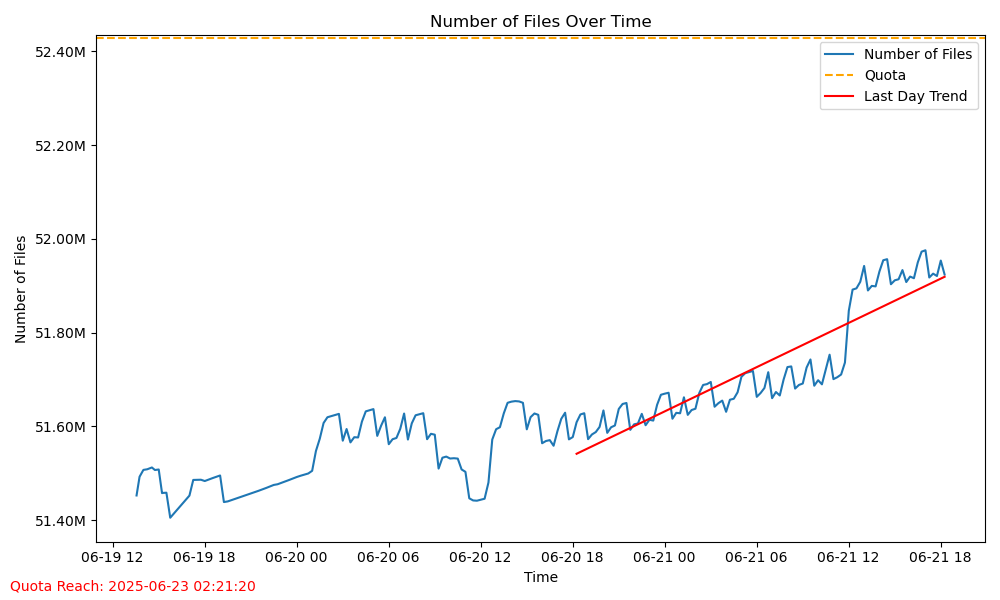 Number of Files Over Time
52.40M
52.20M
52.00M
51.80M
51.60M
51.40M
Number of Files
Number of Files
Quota
Last Day Trend
06-19 12
06-19 18
06-20 00
06-20 06
06-20 12
06-20 18
06-21 00
06-21 06
06-21 12
06-21 18
Time
Quota Reach: 2025-06-23 02:21:20